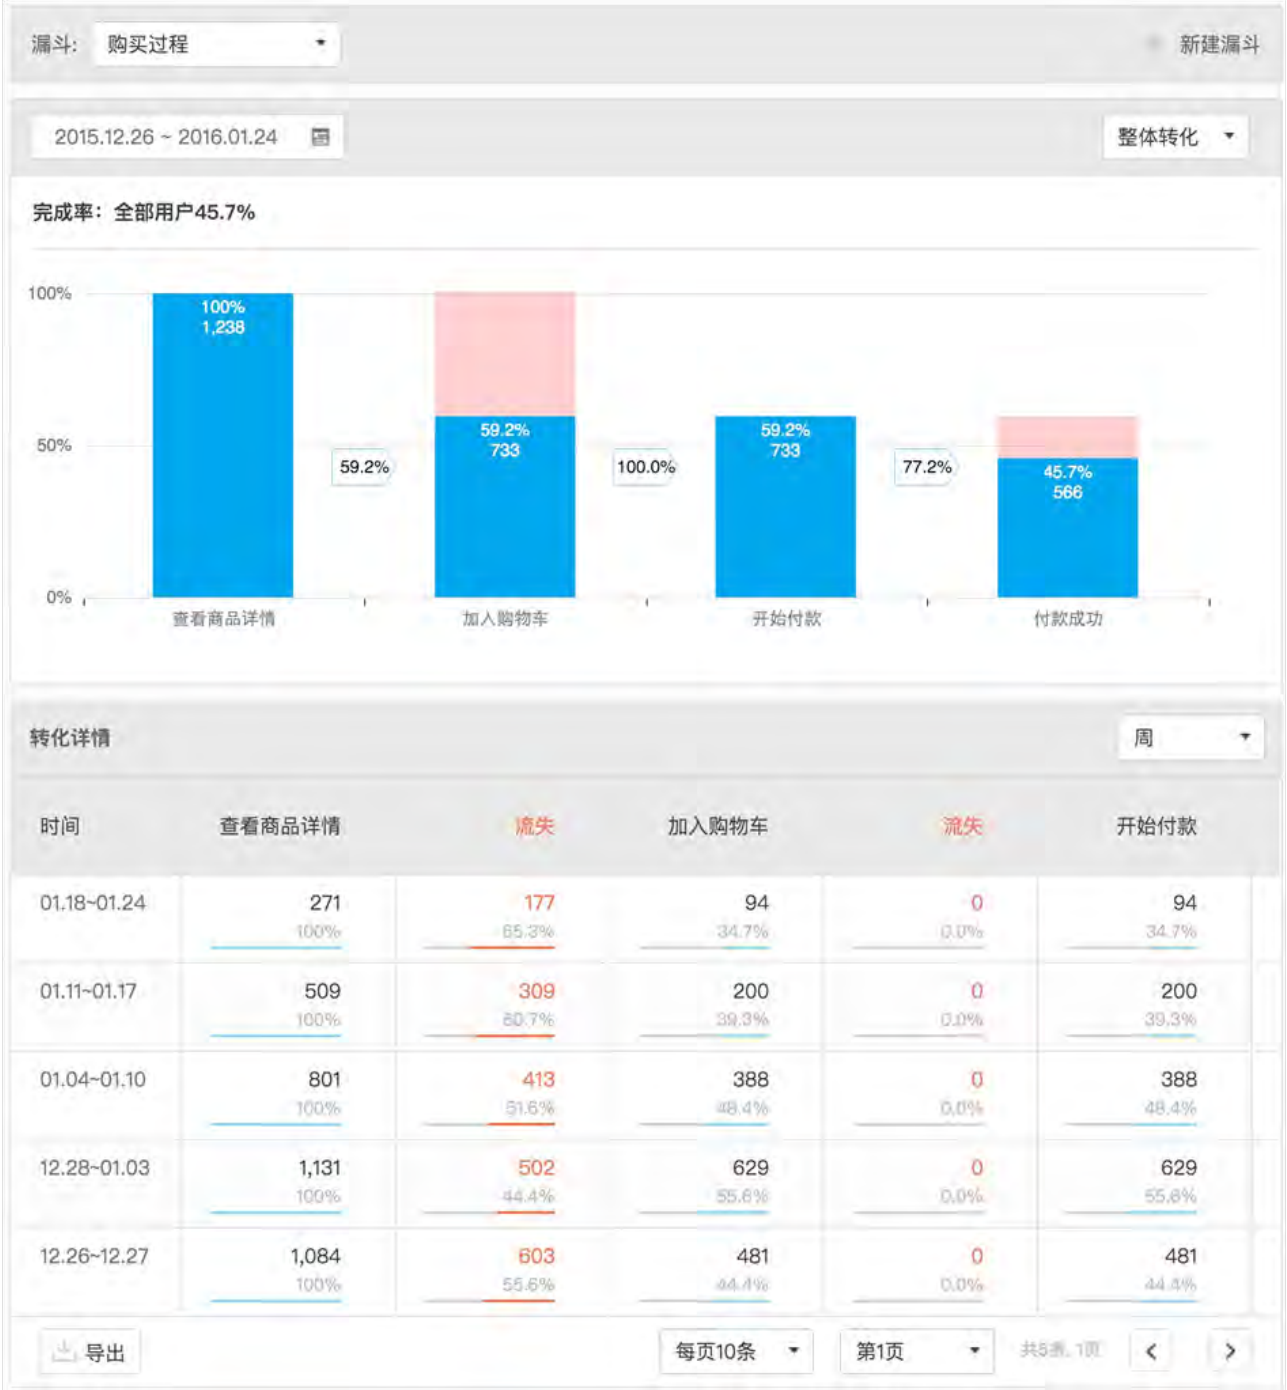 漏斗: 购买过程 新建漏斗
2015.12.26 ~ 2016.01.24 整体转化
完成率：全部用户45.7%
100%
50%
0%
100%
1,238
59.2%
59.2%
733
100.0%
59.2%
733
77.2%
45.7%
566
查看商品详情 加入购物车 开始付款 付款成功
转化详情 周
时间 查看商品详情 流失 加入购物车 流失 开始付款
01.18~01.24 271 177 94 0 94
100% 65.3% 34.7% 0.0% 34.7%
01.11~01.17 509 309 200 0 200
100% 60.7% 39.3% 0.0% 39.3%
01.04~01.10 801 413 388 0 388
100% 51.6% 48.4% 0.0% 48.4%
12.28~01.03 1,131 502 629 0 629
100% 44.4% 55.6% 0.0% 55.6%
12.26~12.27 1,084 603 481 0 481
100% 55.6% 44.4% 0.0% 44.4%
导出 每页10条 第1页 共5条, 1页